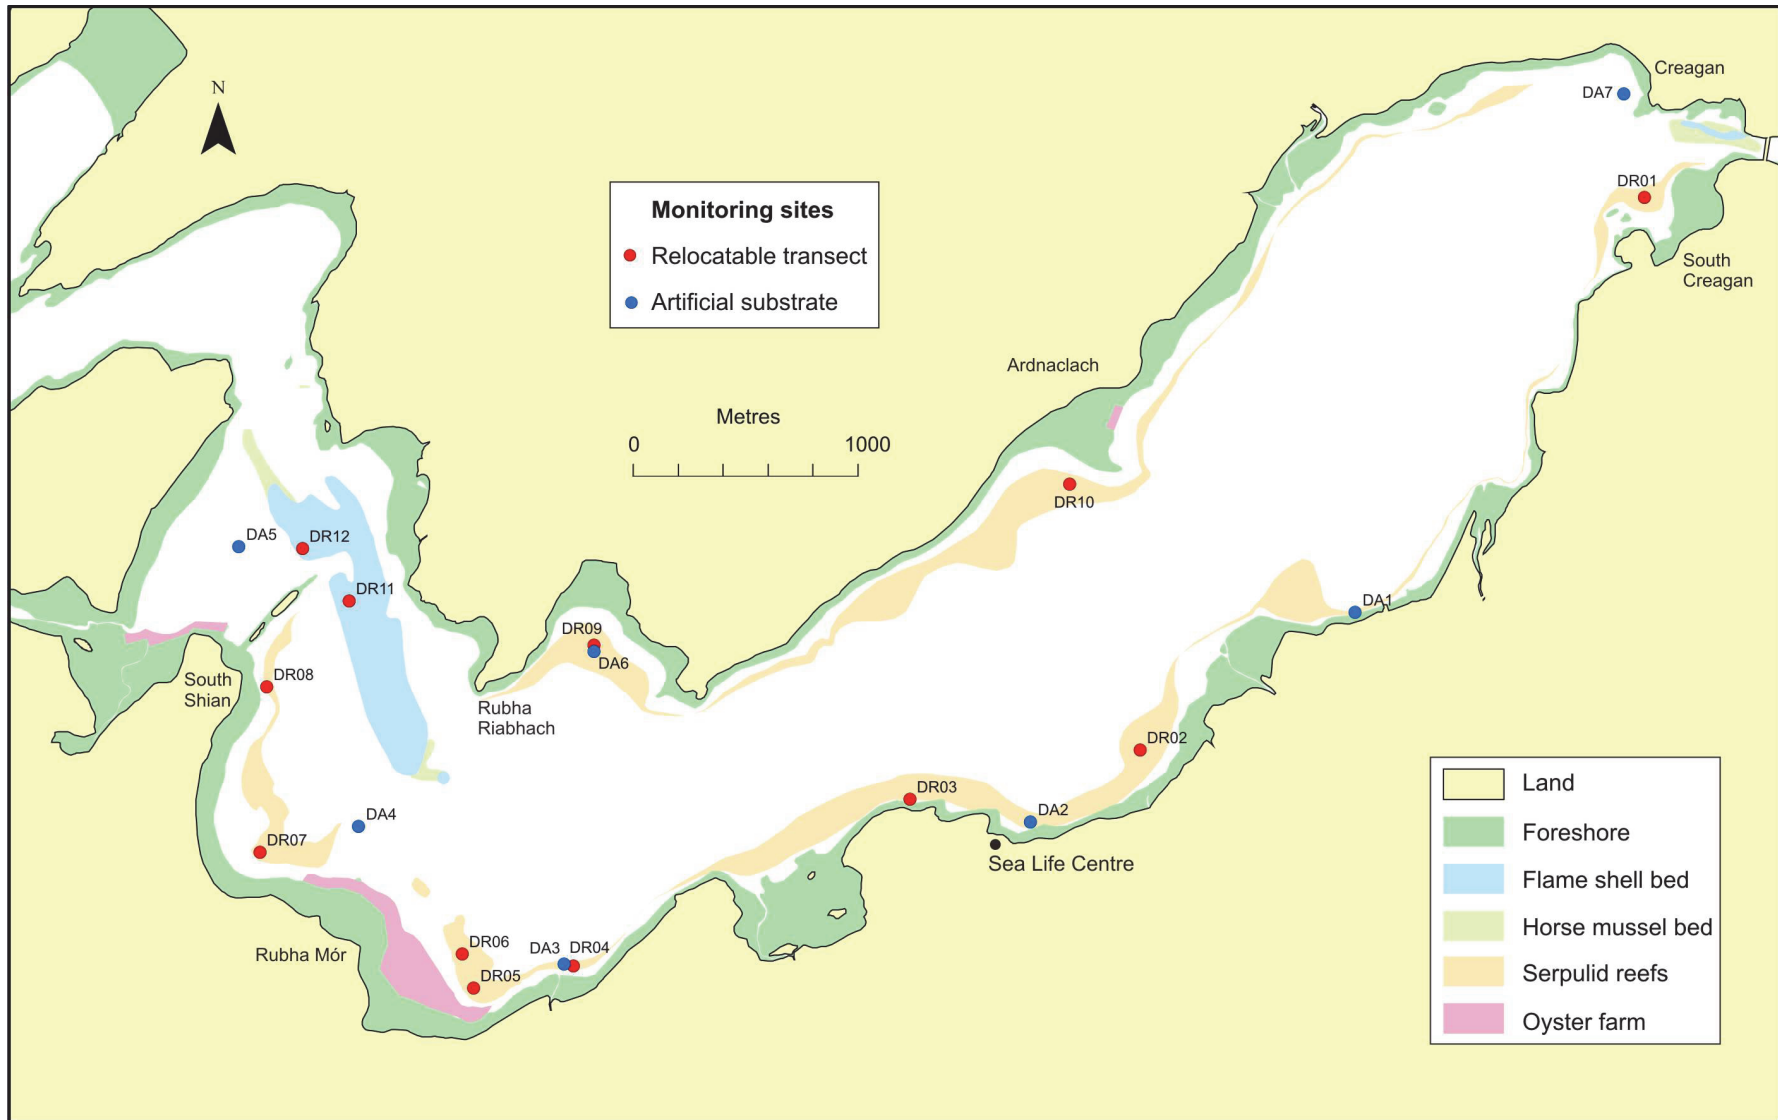 N
Creagan
DA7
DR01
South
Creagan
Monitoring sites
Relocatable transect
Artificial substrate
Ardnaclach
Metres
0
1000
DR10
DA5
DR12
DR11
DA1
DR09
DA6
DR08
South
Shian
Rubha
Riabhach
DR02
DR03
DA2
DA4
DR07
Sea Life Centre
DR06
DA3
DR04
Rubha Mór
DR05
Land
Foreshore
Flame shell bed
Horse mussel bed
Serpulid reefs
Oyster farm